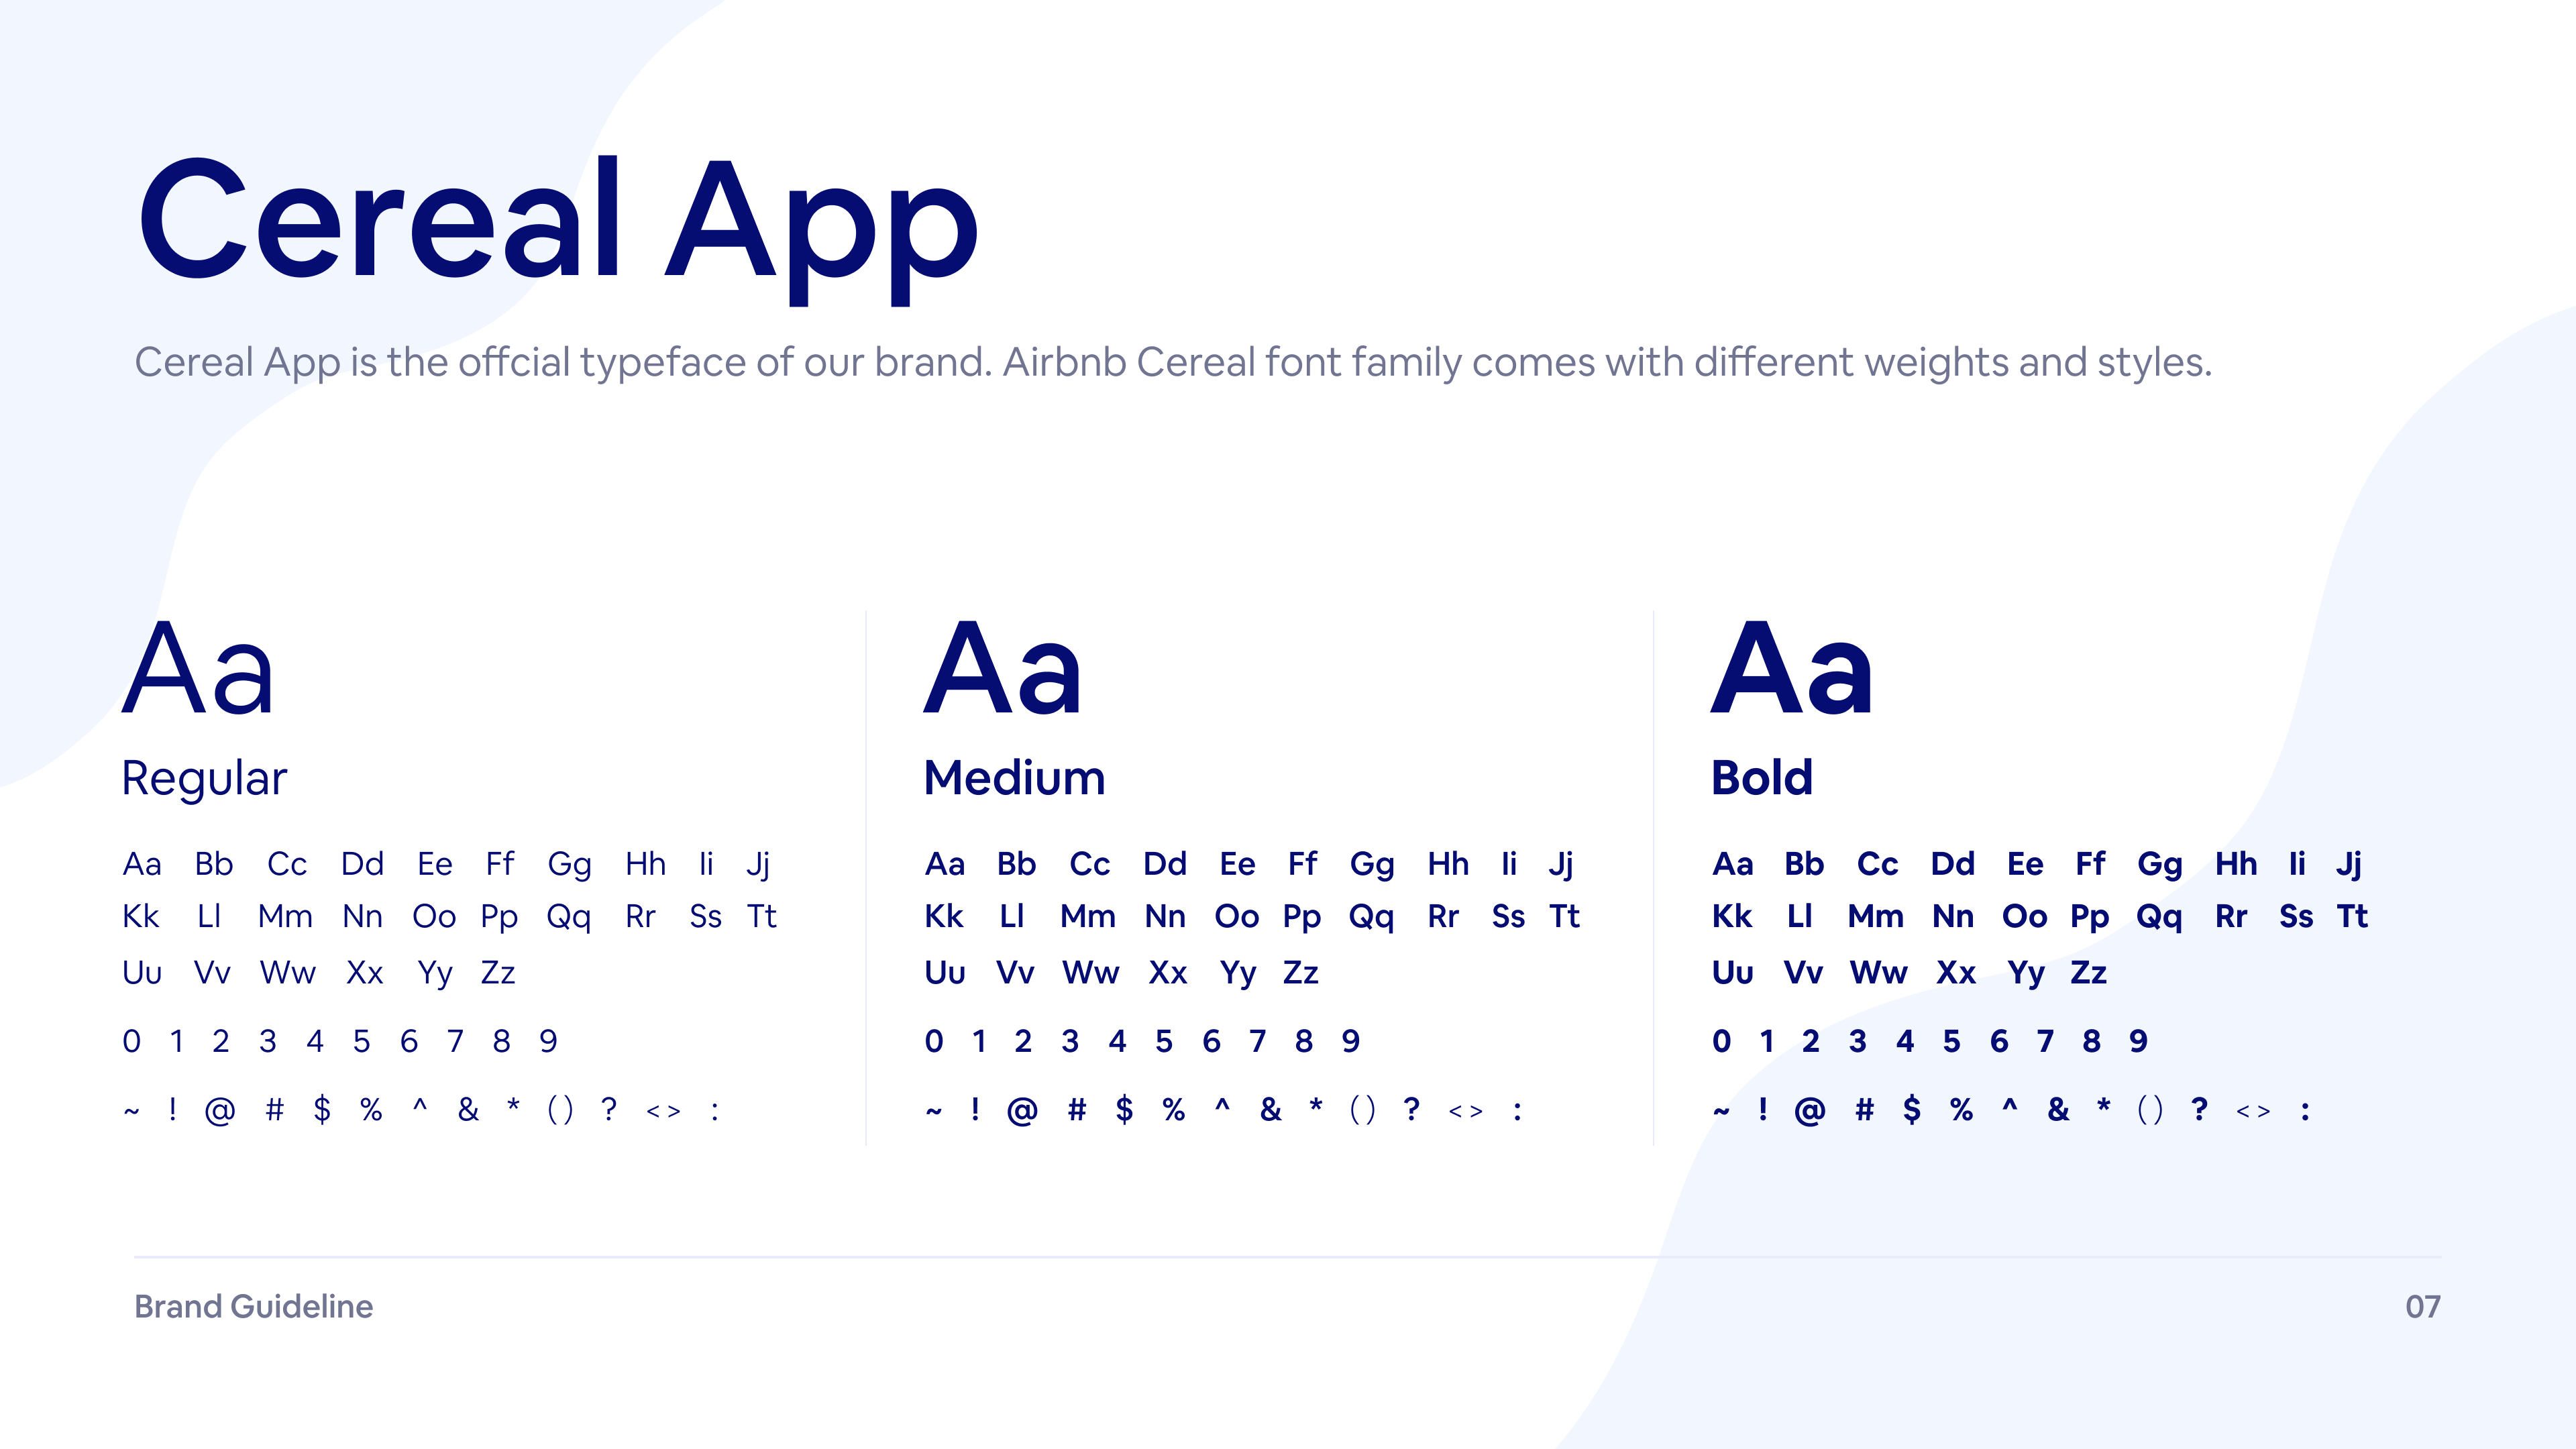 Cereal App
Cereal App is the offcial typeface of our brand. Airbnb Cereal font family comes with different weights and styles.
Aa
Regular
Aa Bb Cc Dd Ee Ff Gg Hh Ii Jj
Kk Ll Mm Nn Oo Pp Qq Rr Ss Tt
Uu Vv Ww Xx Yy Zz
0 1 2 3 4 5 6 7 8 9
~ ! @ # $ % ^ & * ( ) ? < > :
Aa
Medium
Aa Bb Cc Dd Ee Ff Gg Hh Ii Jj
Kk Ll Mm Nn Oo Pp Qq Rr Ss Tt
Uu Vv Ww Xx Yy Zz
0 1 2 3 4 5 6 7 8 9
~ ! @ # $ % ^ & * ( ) ? < > :
Aa
Bold
Aa Bb Cc Dd Ee Ff Gg Hh Ii Jj
Kk Ll Mm Nn Oo Pp Qq Rr Ss Tt
Uu Vv Ww Xx Yy Zz
0 1 2 3 4 5 6 7 8 9
~ ! @ # $ % ^ & * ( ) ? < > :
Brand Guideline
07